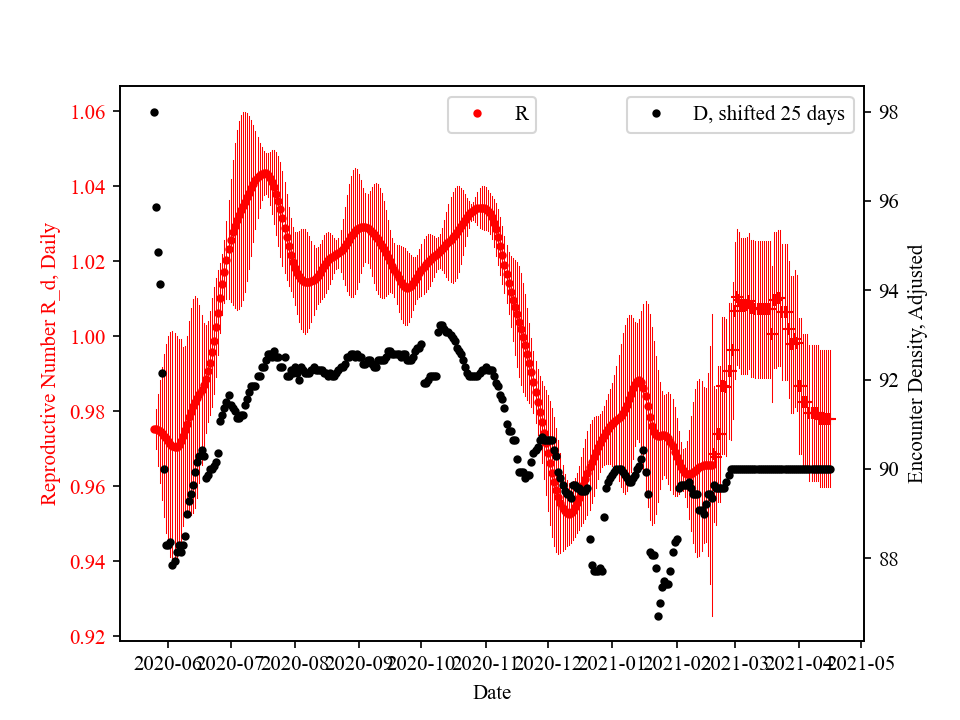 R
D, shifted 25 days
Reproductive Number R_d, Daily
1.06
1.04
1.02
1.00
0.98
0.96
0.94
0.92
98
96
94
92
90
88
Encounter Density, Adjusted
2020-06 2020-07 2020-08 2020-09 2020-10 2020-11 2020-12 2021-01 2021-02 2021-03 2021-04 2021-05
Date